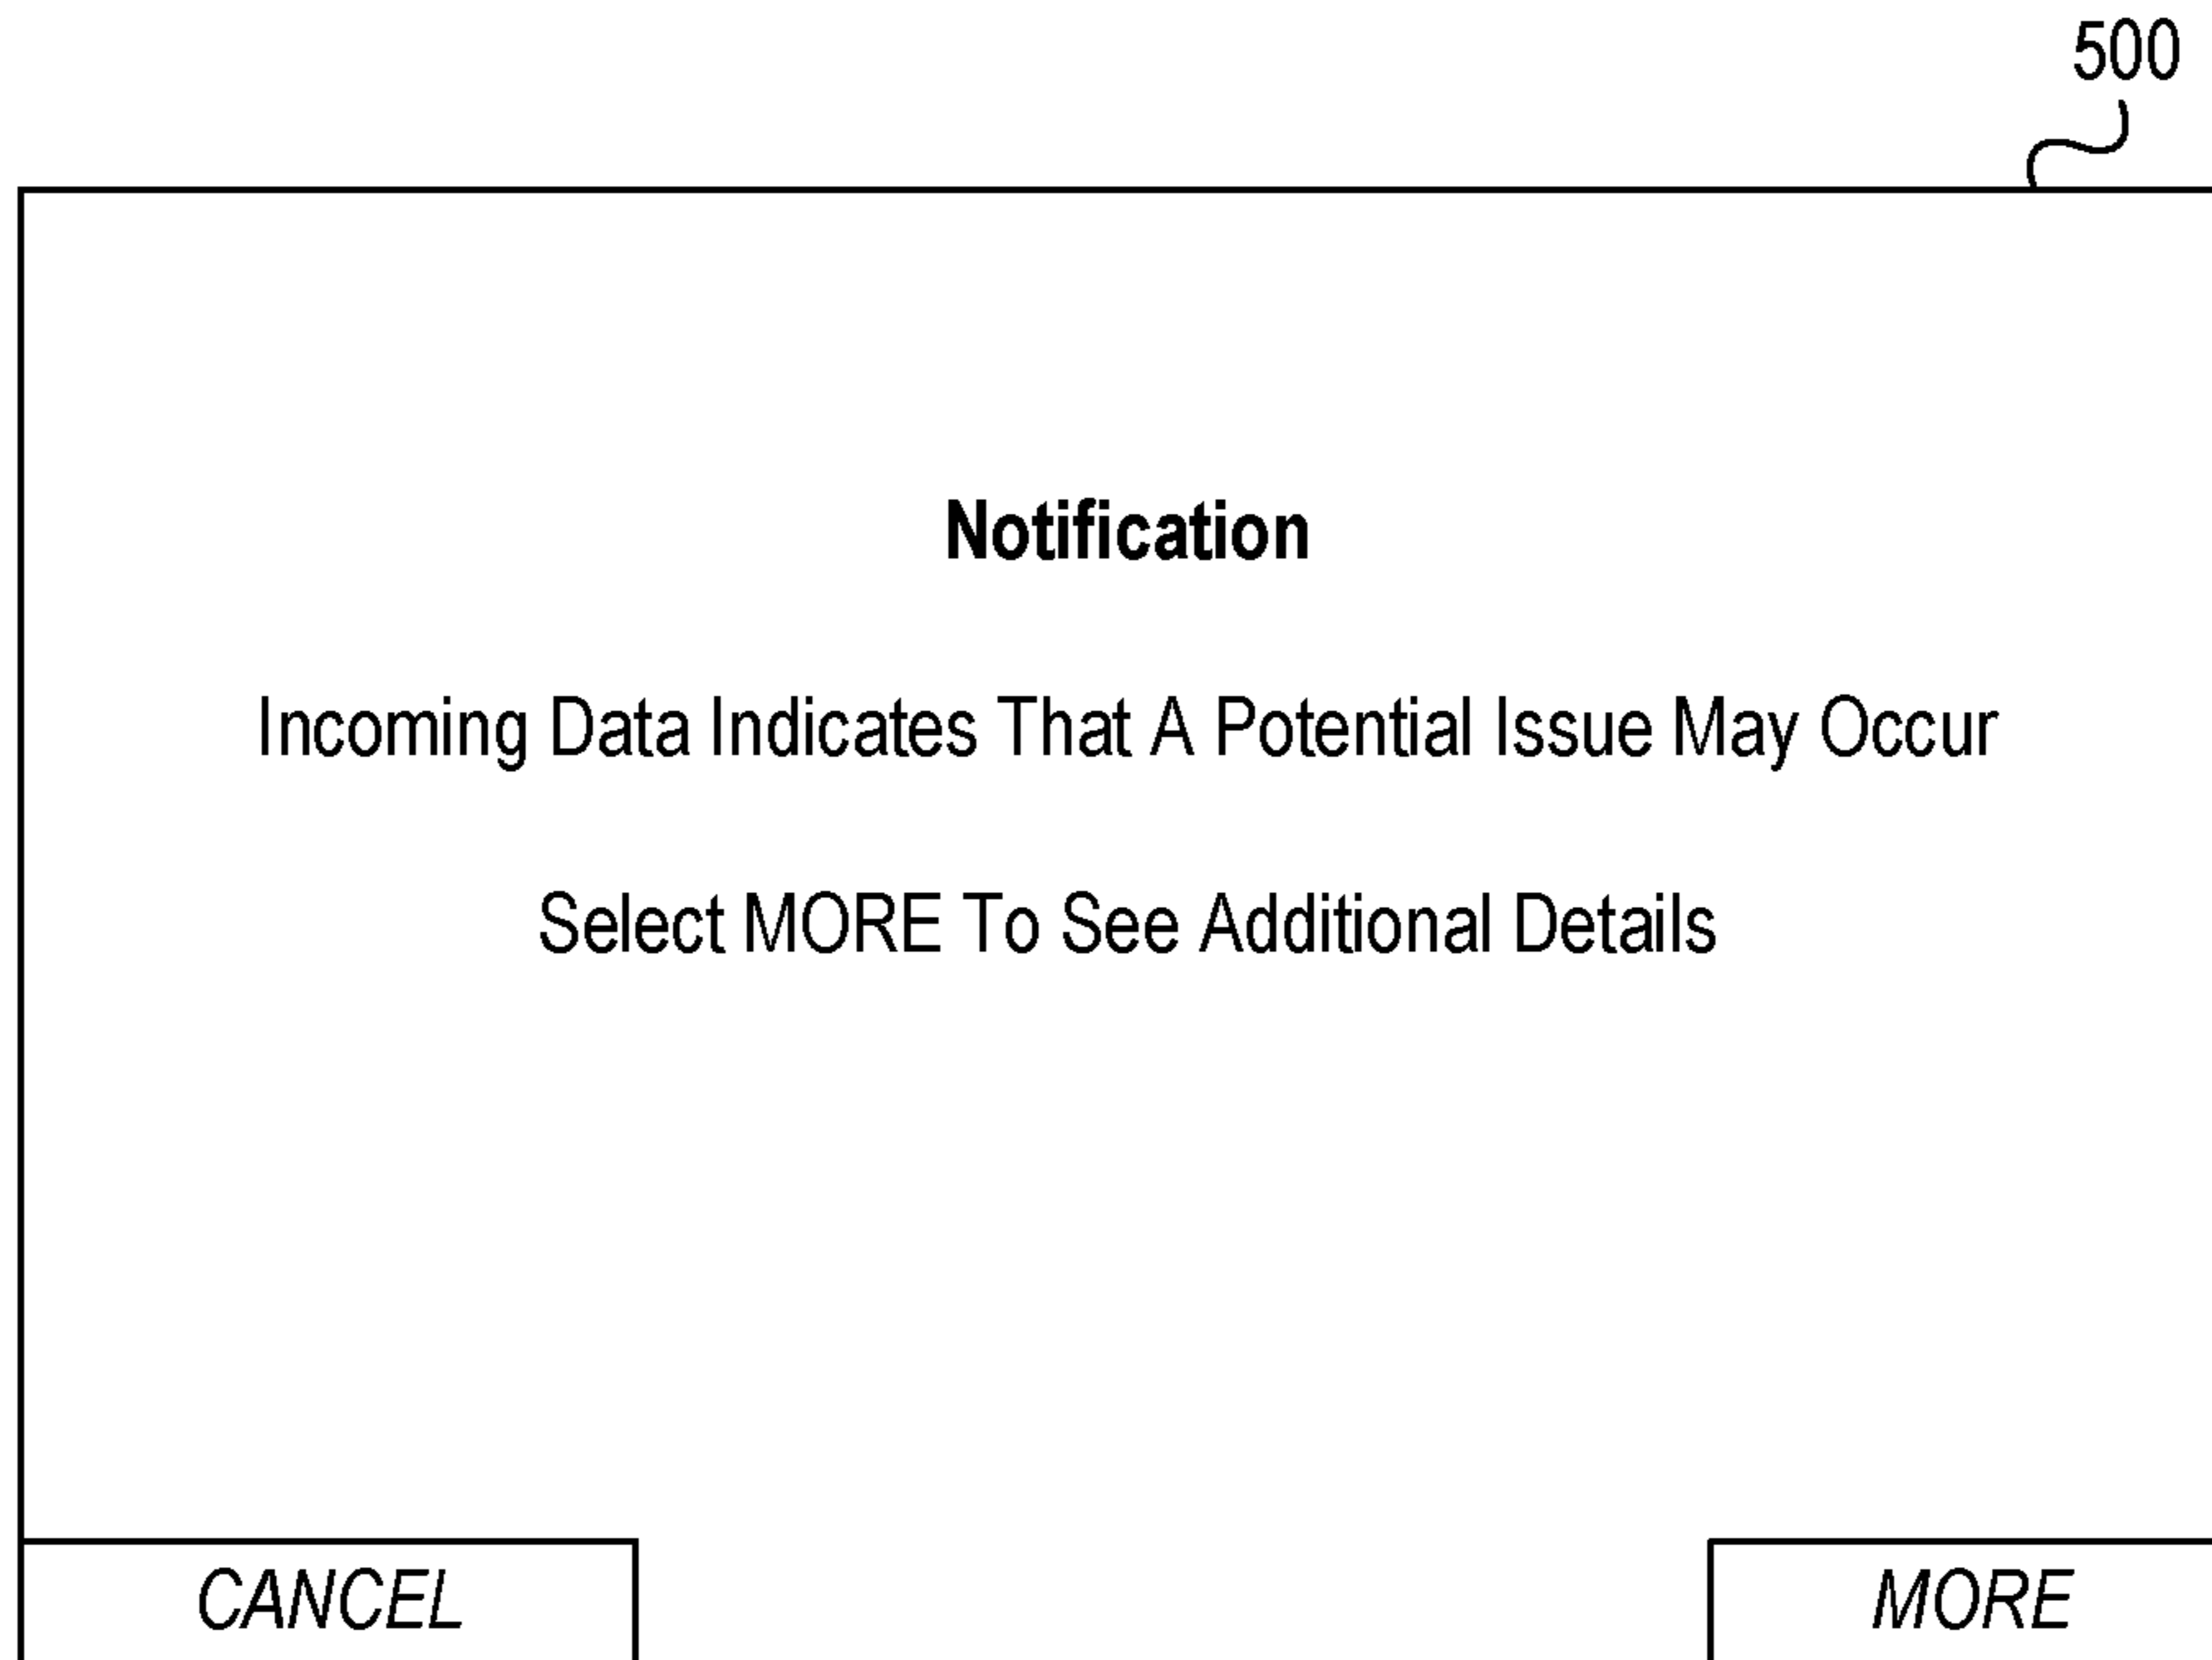 500
Notification
Incoming Data Indicates That A Potential Issue May Occur
Select MORE To See Additional Details
CANCEL
MORE